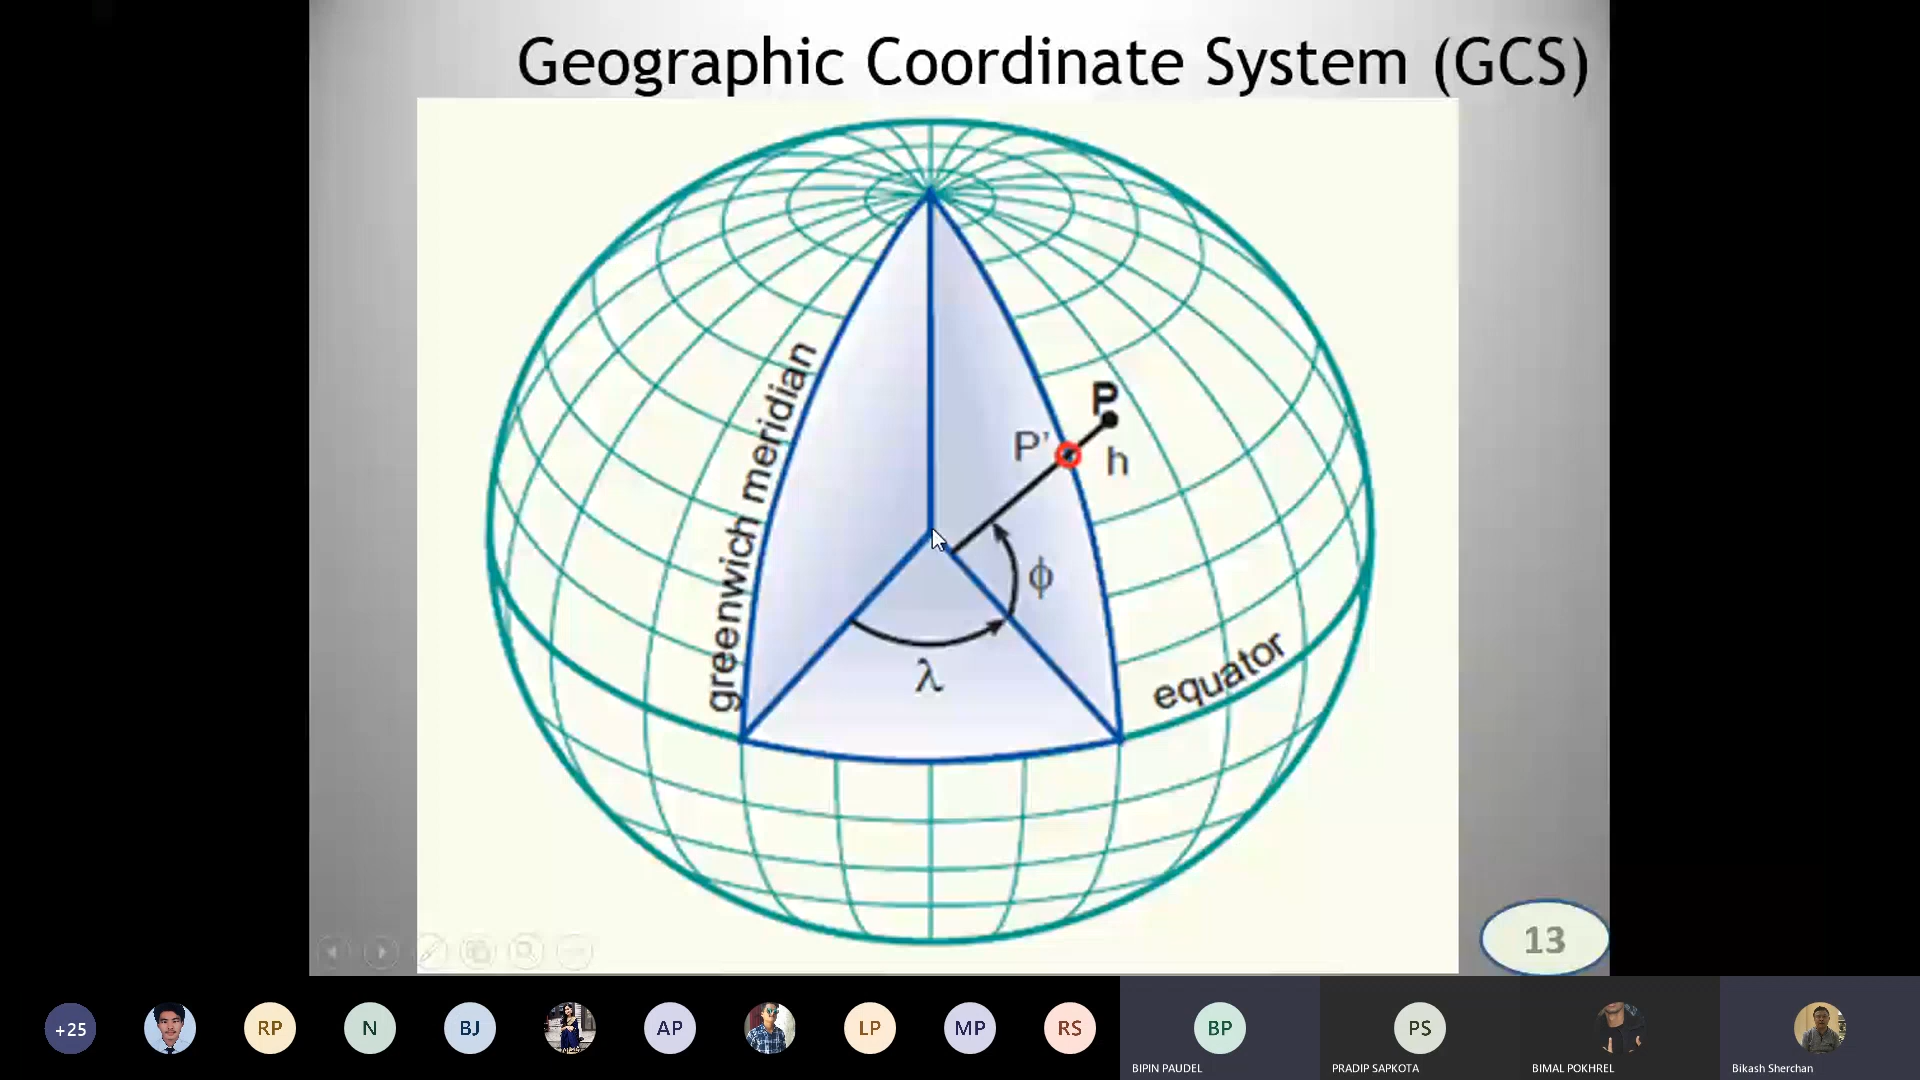 Geographic Coordinate System (GCS)
greenwich meridian
P
P'
h
ϕ
λ
equator
13
+25
RP
N
BJ
AP
LP
MP
RS
BP
PS
BIPIN PAUDEL
PRADIP SAPKOTA
BIMAL POKHREL
Bikash Sherchan